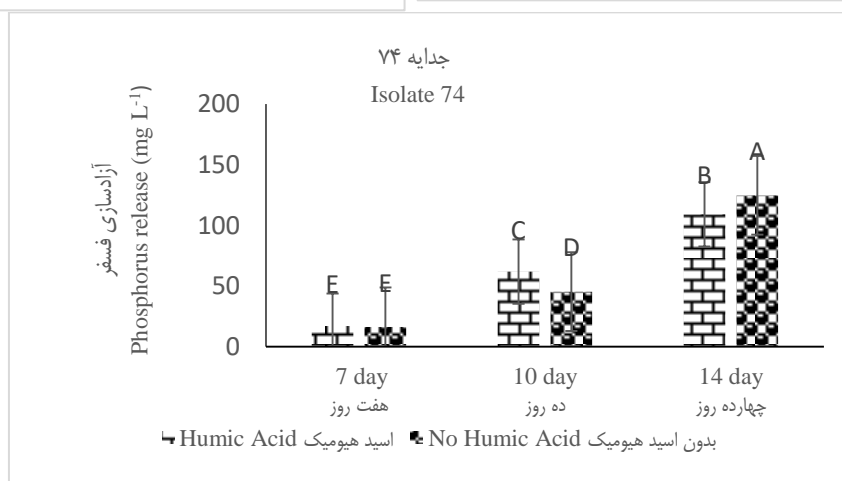 جدایه ۷۴
Isolate 74
آزادسازی فسفر
Phosphorus release (mg L-1)
200
150
100
50
0
E E C D B A
7 day 10 day 14 day
هفت روز ده روز چهارده روز
Humic Acid اسید هیومیک No Humic Acid بدون اسید هیومیک